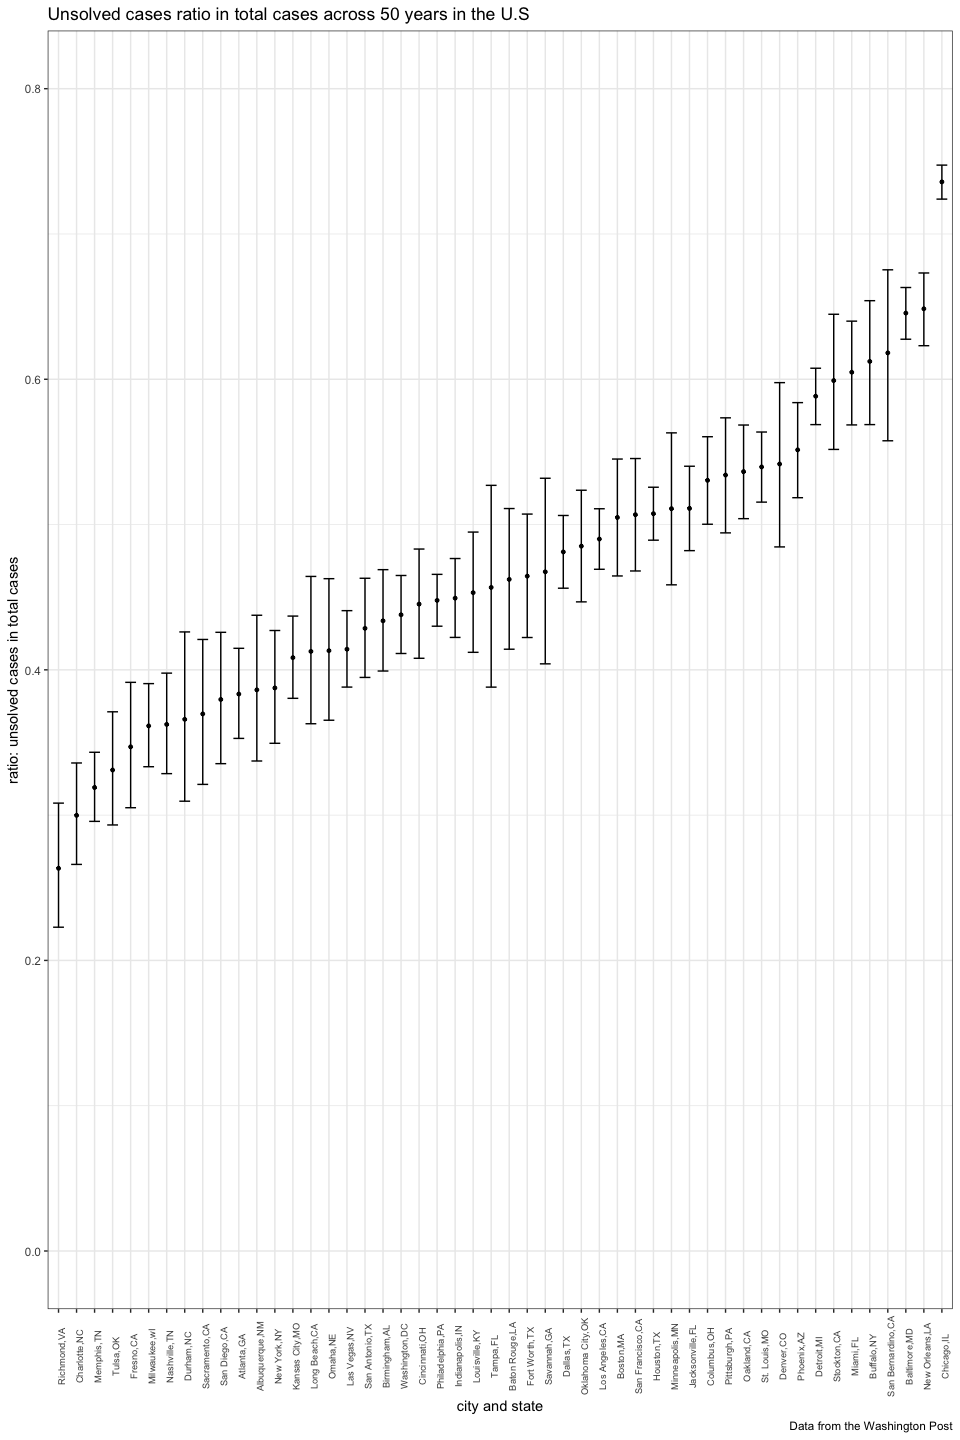 Unsolved cases ratio in total cases across 50 years in the U.S
0.8
0.6
0.4
0.2
0.0
ratio: unsolved cases in total cases
Richmond,VA
Charlotte,NC
Memphis,TN
Tulsa,OK
Fresno,CA
Milwaukee,wI
Nashville,TN
Durham,NC
Sacramento,CA
San Diego,CA
Atlanta,GA
Albuquerque,NM
New York,NY
Kansas City,MO
Long Beach,CA
Omaha,NE
Las Vegas,NV
San Antonio,TX
Birmingham,AL
Washington,DC
Cincinnati,OH
Philadelphia,PA
Indianapolis,IN
Louisville,KY
Tampa,FL
Baton Rouge,LA
Fort Worth,TX
Savannah,GA
Dallas,TX
Oklahoma City,OK
Los Angeles,CA
Boston,MA
San Francisco,CA
Houston,TX
Minneapolis,MN
Jacksonville,FL
Columbus,OH
Pittsburgh,PA
Oakland,CA
St. Louis,MO
Denver,CO
Phoenix,AZ
Detroit,MI
Stockton,CA
Miami,FL
Buffalo,NY
San Bernardino,CA
Baltimore,MD
New Orleans,LA
Chicago,IL
city and state
Data from the Washington Post